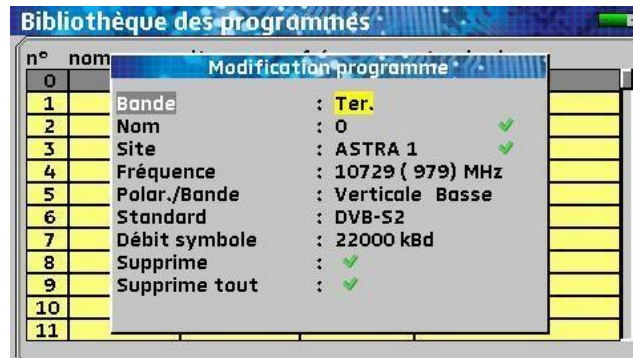 Bibliothèque des programmes
n° nom
Modification programme
0
1
2
3
4
5
6
7
8
9
10
11
Bande : Ter.
Nom : 0
Site : ASTRA 1
Fréquence : 10729 ( 979) MHz
Polar./Bande : Verticale Basse
Standard : DVB-S2
Débit symbole : 22000 kBd
Supprime :
Supprime tout :